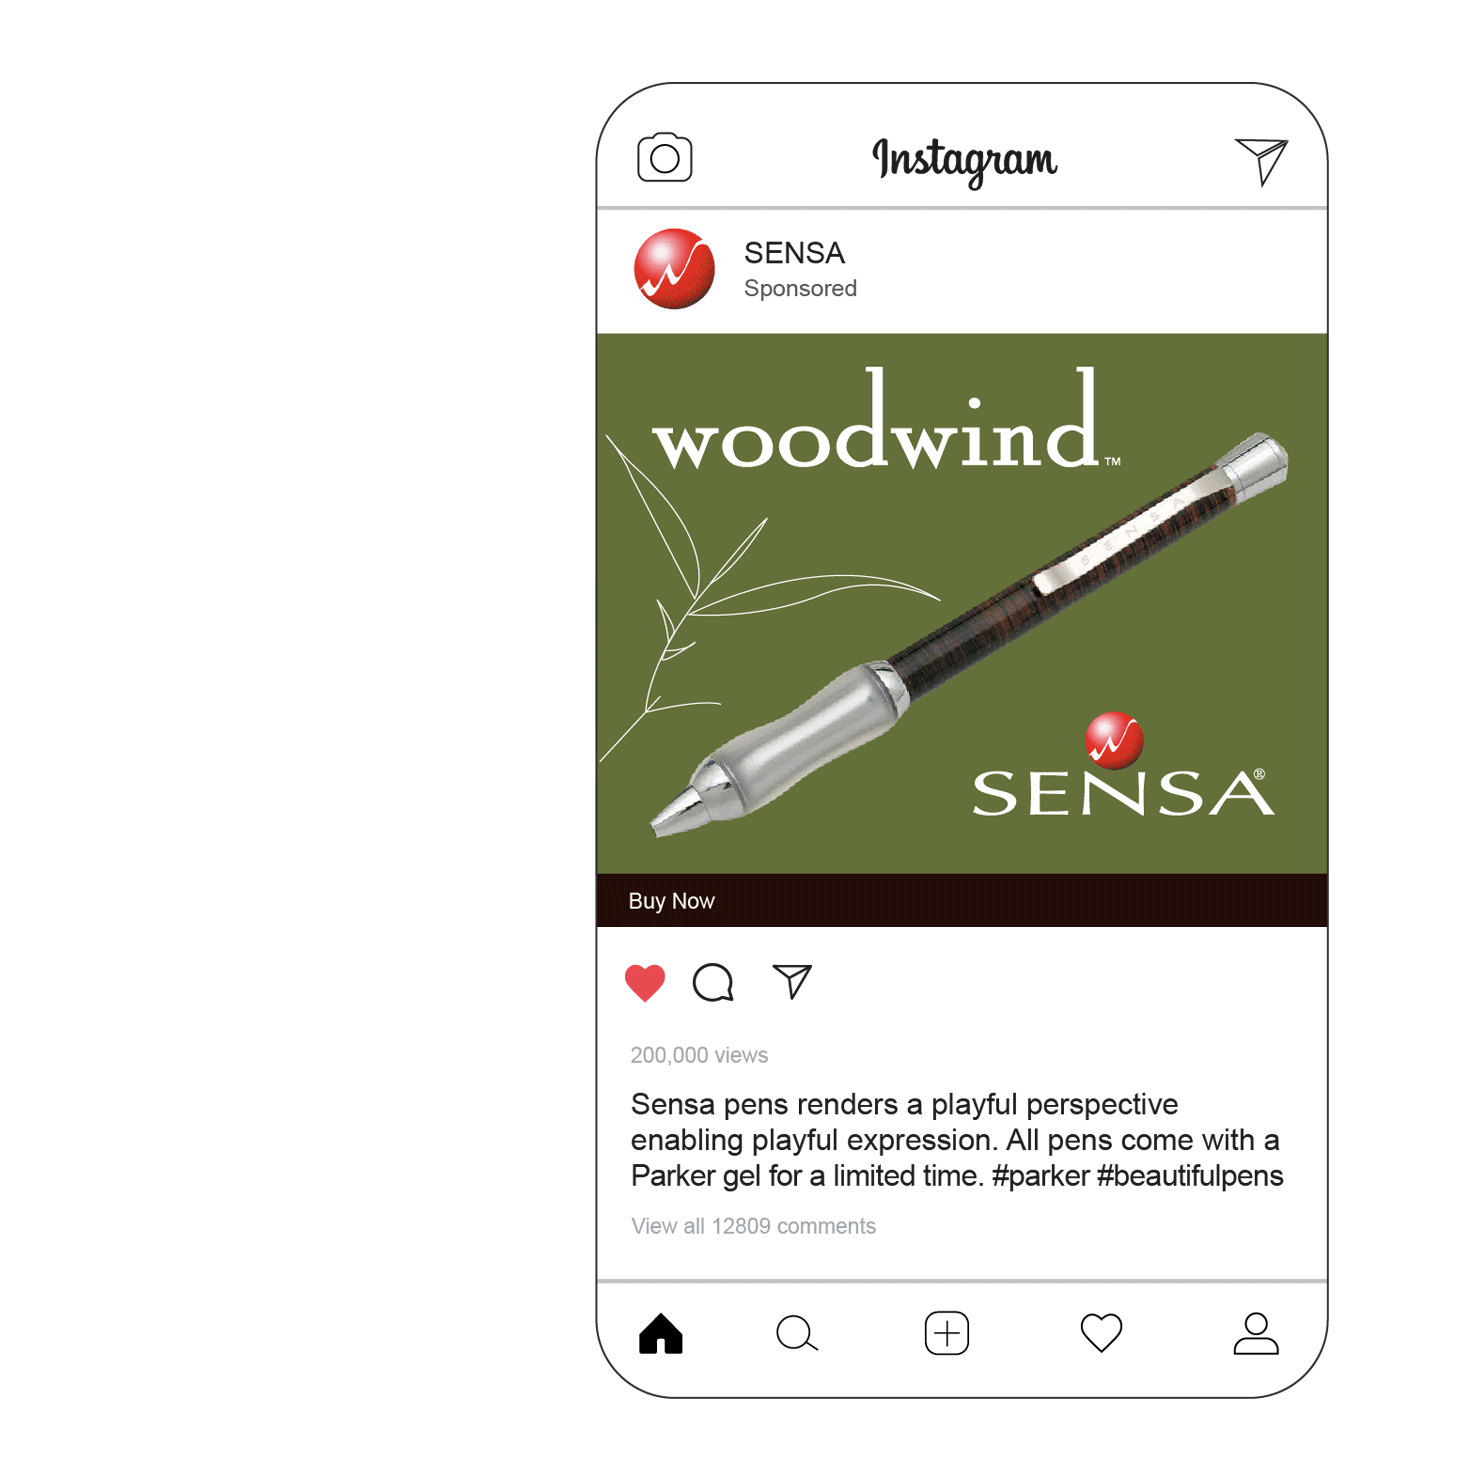 Instagram
SENSA
Sponsored
woodwind™
SENSA
SENSA®
Buy Now
200,000 views
Sensa pens renders a playful perspective
enabling playful expression. All pens come with a
Parker gel for a limited time. #parker #beautifulpens
View all 12809 comments